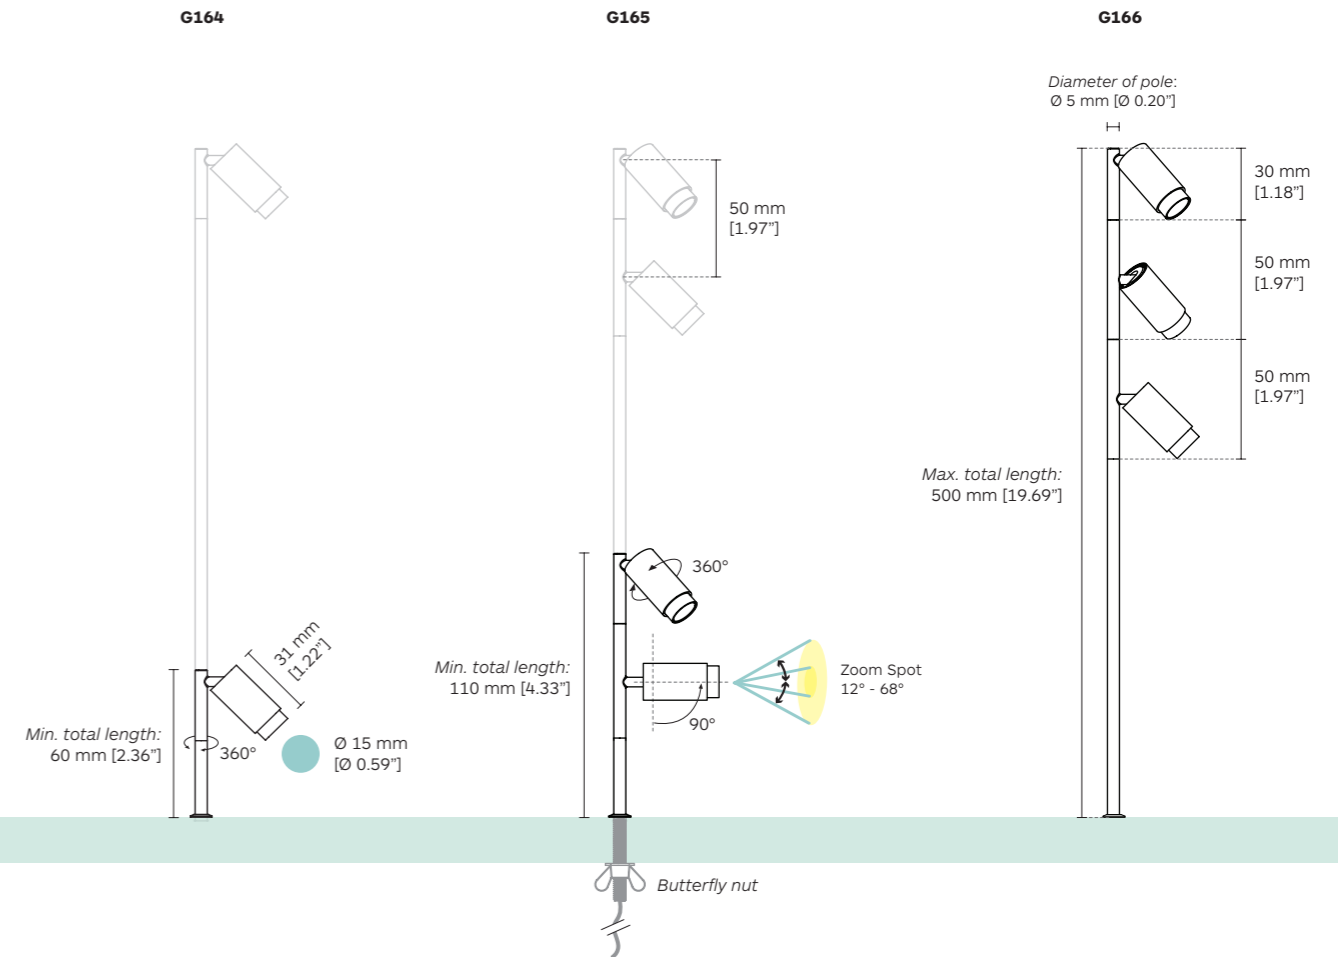 G164
G165
G166
Diameter of pole:
Ø 5 mm [Ø 0.20”]
50 mm
[1.97”]
30 mm
[1.18”]
50 mm
[1.97”]
50 mm
[1.97”]
Max. total length:
500 mm [19.69”]
360°
31 mm
[1.22”]
Min. total length:
110 mm [4.33”]
Zoom Spot
12° - 68°
90°
Min. total length:
60 mm [2.36”]
360°
Ø 15 mm
[Ø 0.59”]
Butterfly nut